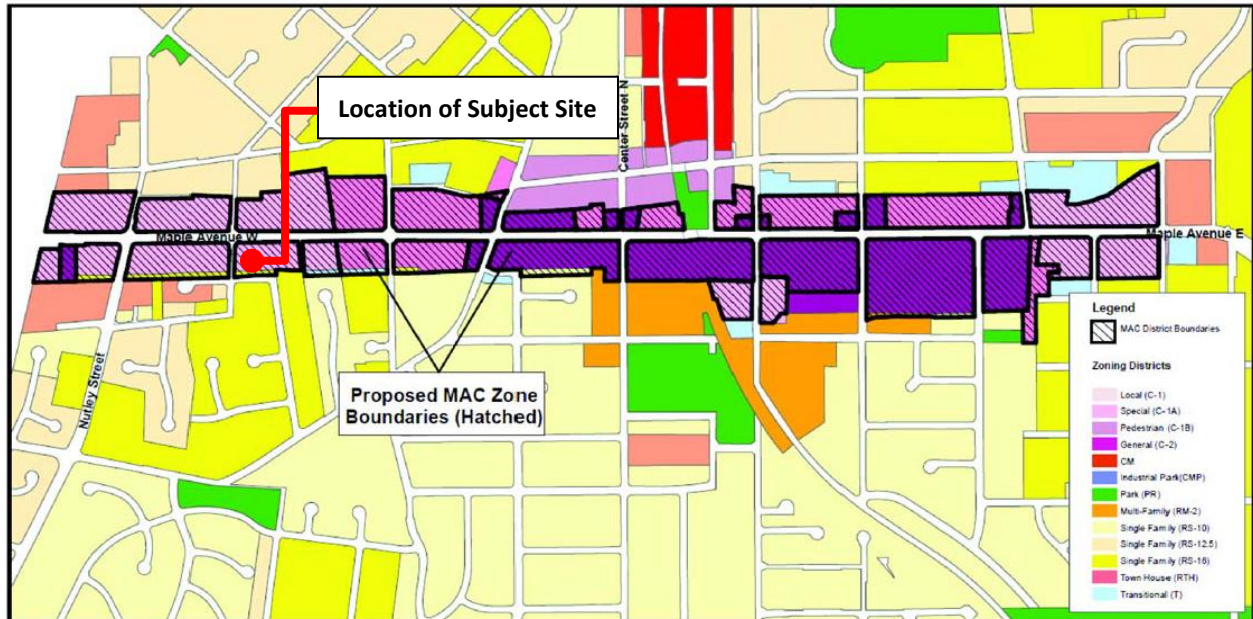 Location of Subject Site
Center Street N
Maple Avenue W
Maple Avenue E
Nutley Street
Proposed MAC Zone
Boundaries (Hatched)
Legend
MAC District Boundaries
Zoning Districts
Local (C-1)
Special (C-1A)
Pedestrian (C-1B)
General (C-2)
CM
Industrial Park(CMP)
Park (PR)
Multi-Family (RM-2)
Single Family (RS-10)
Single Family (RS-12.5)
Single Family (RS-16)
Town House (RTH)
Transitional (T)